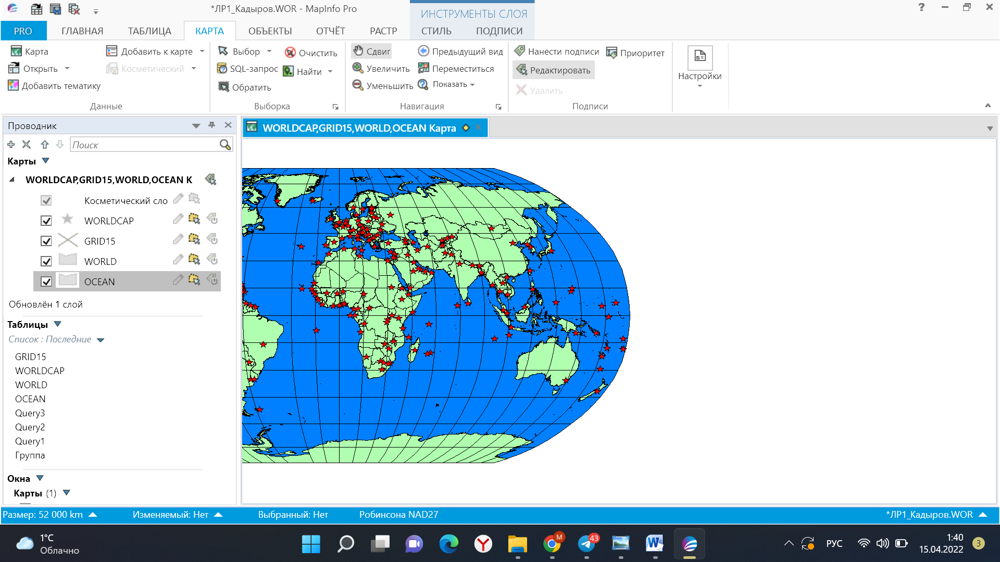 *ЛР1_Кадыров.WOR - MapInfo Pro
ИНСТРУМЕНТЫ СЛОЯ
PRO ГЛАВНАЯ ТАБЛИЦА КАРТА ОБЪЕКТЫ ОТЧЁТ РАСТР СТИЛЬ ПОДПИСИ
Карта
Открыть
Добавить тематику
Добавить к карте
Косметический
Данные
Выбор
SQL-запрос
Обратить
Очистить
Найти
Выборка
Сдвиг
Увеличить
Уменьшить
Предыдущий вид
Переместиться
Показать
Навигация
Нанести подписи
Редактировать
Удалить
Приоритет
Подписи
Настройки
Проводник
Поиск
Карты
WORLDCAP,GRID15,WORLD,OCEAN К
Косметический сло
WORLDCAP
GRID15
WORLD
OCEAN
Обновлён 1 слой
Таблицы
Список : Последние
GRID15
WORLDCAP
WORLD
OCEAN
Query3
Query2
Query1
Группа
Окна
Карты (1)
WORLDCAP,GRID15,WORLD,OCEAN Карта
Размер: 52 000 km Изменяемый: Нет Выбранный: Нет Робинсона NAD27 *ЛР1_Кадыров.WOR
1°C
Облачно
M
43
РУС
1:40
15.04.2022
3